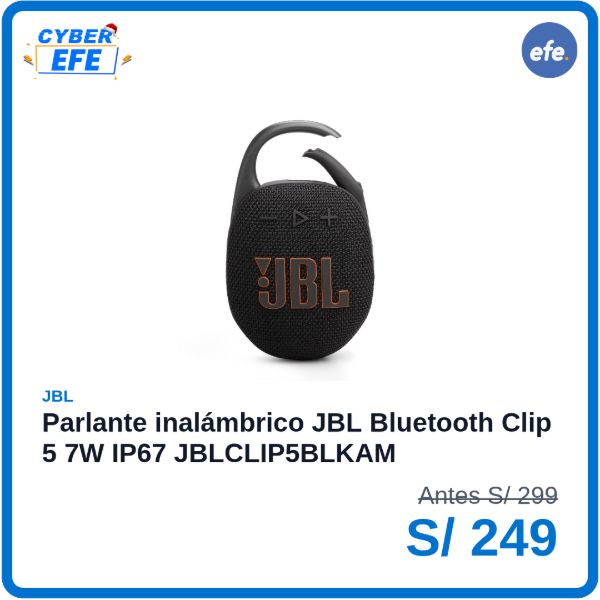 CYBER
EFE
efe.
JBL
JBL
Parlante inalámbrico JBL Bluetooth Clip
5 7W IP67 JBLCLIP5BLKAM
Antes S/ 299
S/ 249